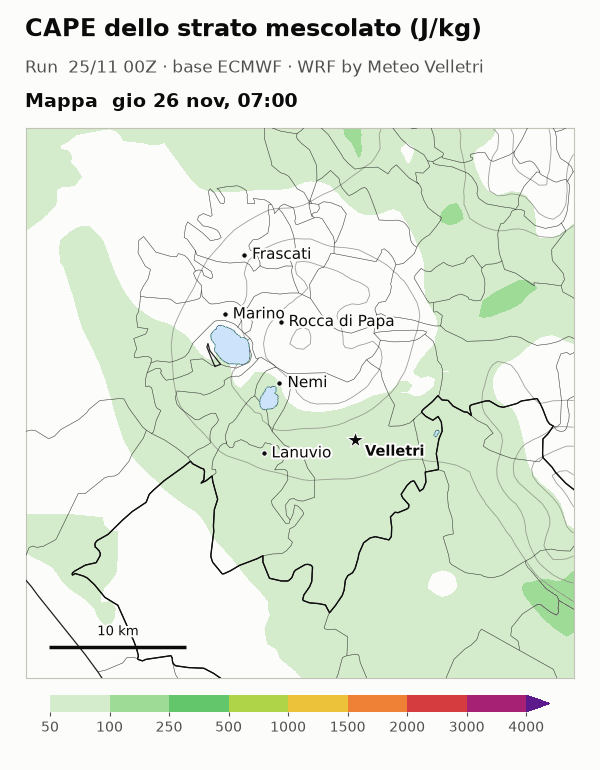 CAPE dello strato mescolato (J/kg)
Run  25/11 00Z · base ECMWF · WRF by Meteo Velletri
Mappa  gio 26 nov, 07:00
Frascati
Marino
Rocca di Papa
Nemi
Velletri
Lanuvio
10 km
50 100 250 500 1000 1500 2000 3000 4000